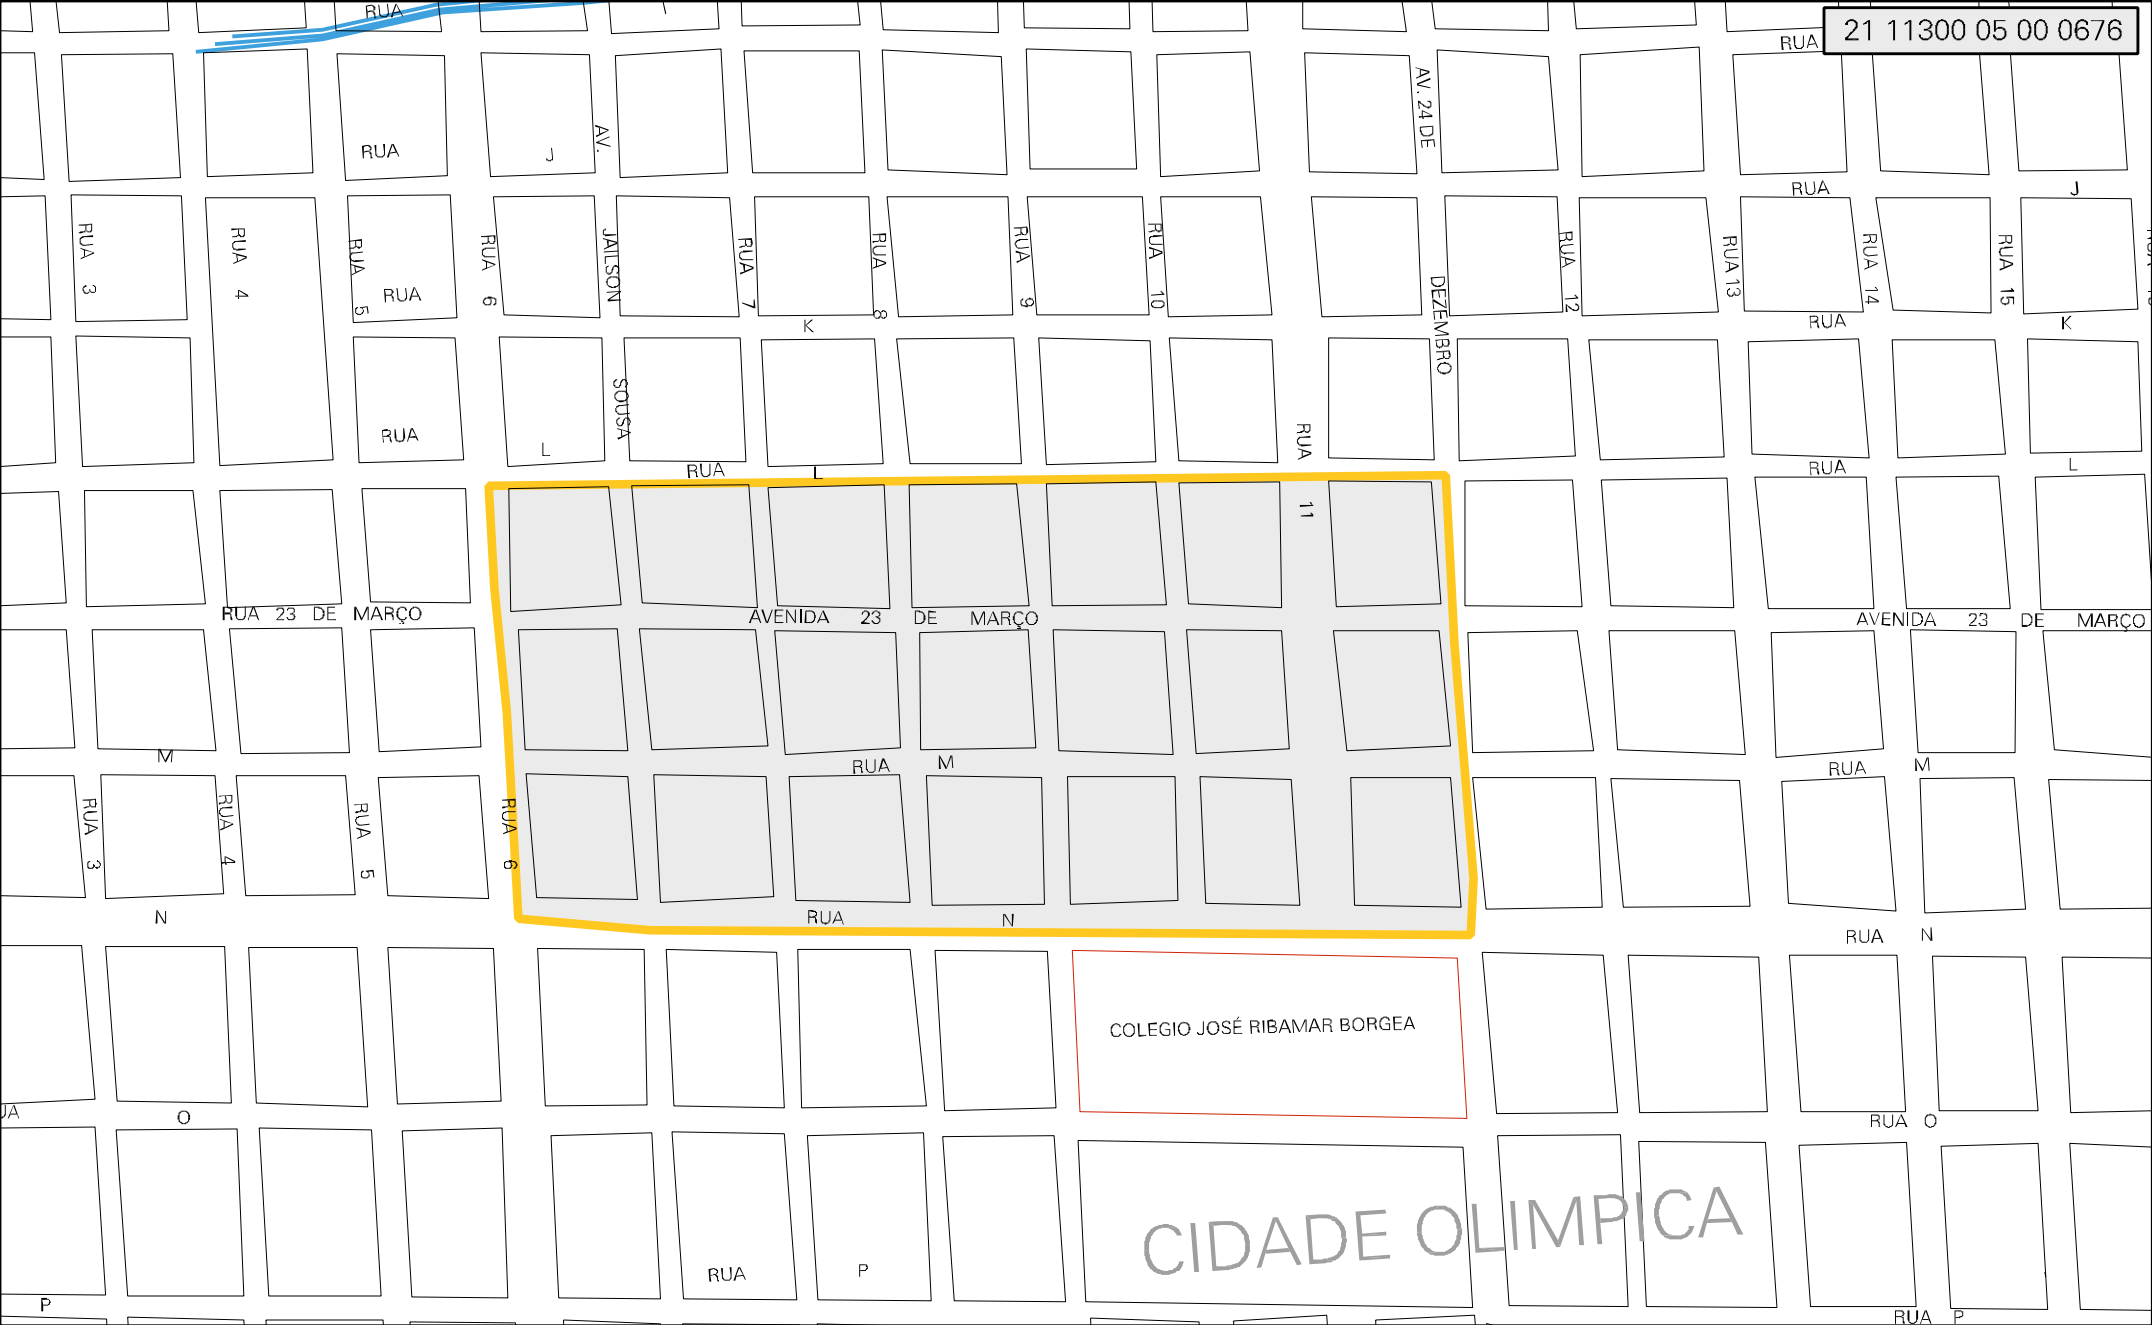 RUA
21 11300 05 00 0676
RUA
AV. 24 DE
AV.
RUA J
RUA J
RUA 3
RUA 4
RUA 5
RUA 6
JAILSON
RUA 7
RUA 8
RUA 9
RUA 10
DEZEMBRO
RUA 12
RUA 13
RUA 14
RUA 15
RUA
K
RUA K
SOUSA
RUA L
RUA L
RUA 11
RUA L
RUA 23 DE MARÇO
AVENIDA 23 DE MARÇO
AVENIDA 23 DE MARÇO
M
RUA M
RUA M
RUA 3
RUA 4
RUA 5
RUA 6
N
RUA N
RUA N
COLEGIO JOSÉ RIBAMAR BORGEA
O
RUA O
CIDADE OLIMPICA
RUA P
P
RUA P